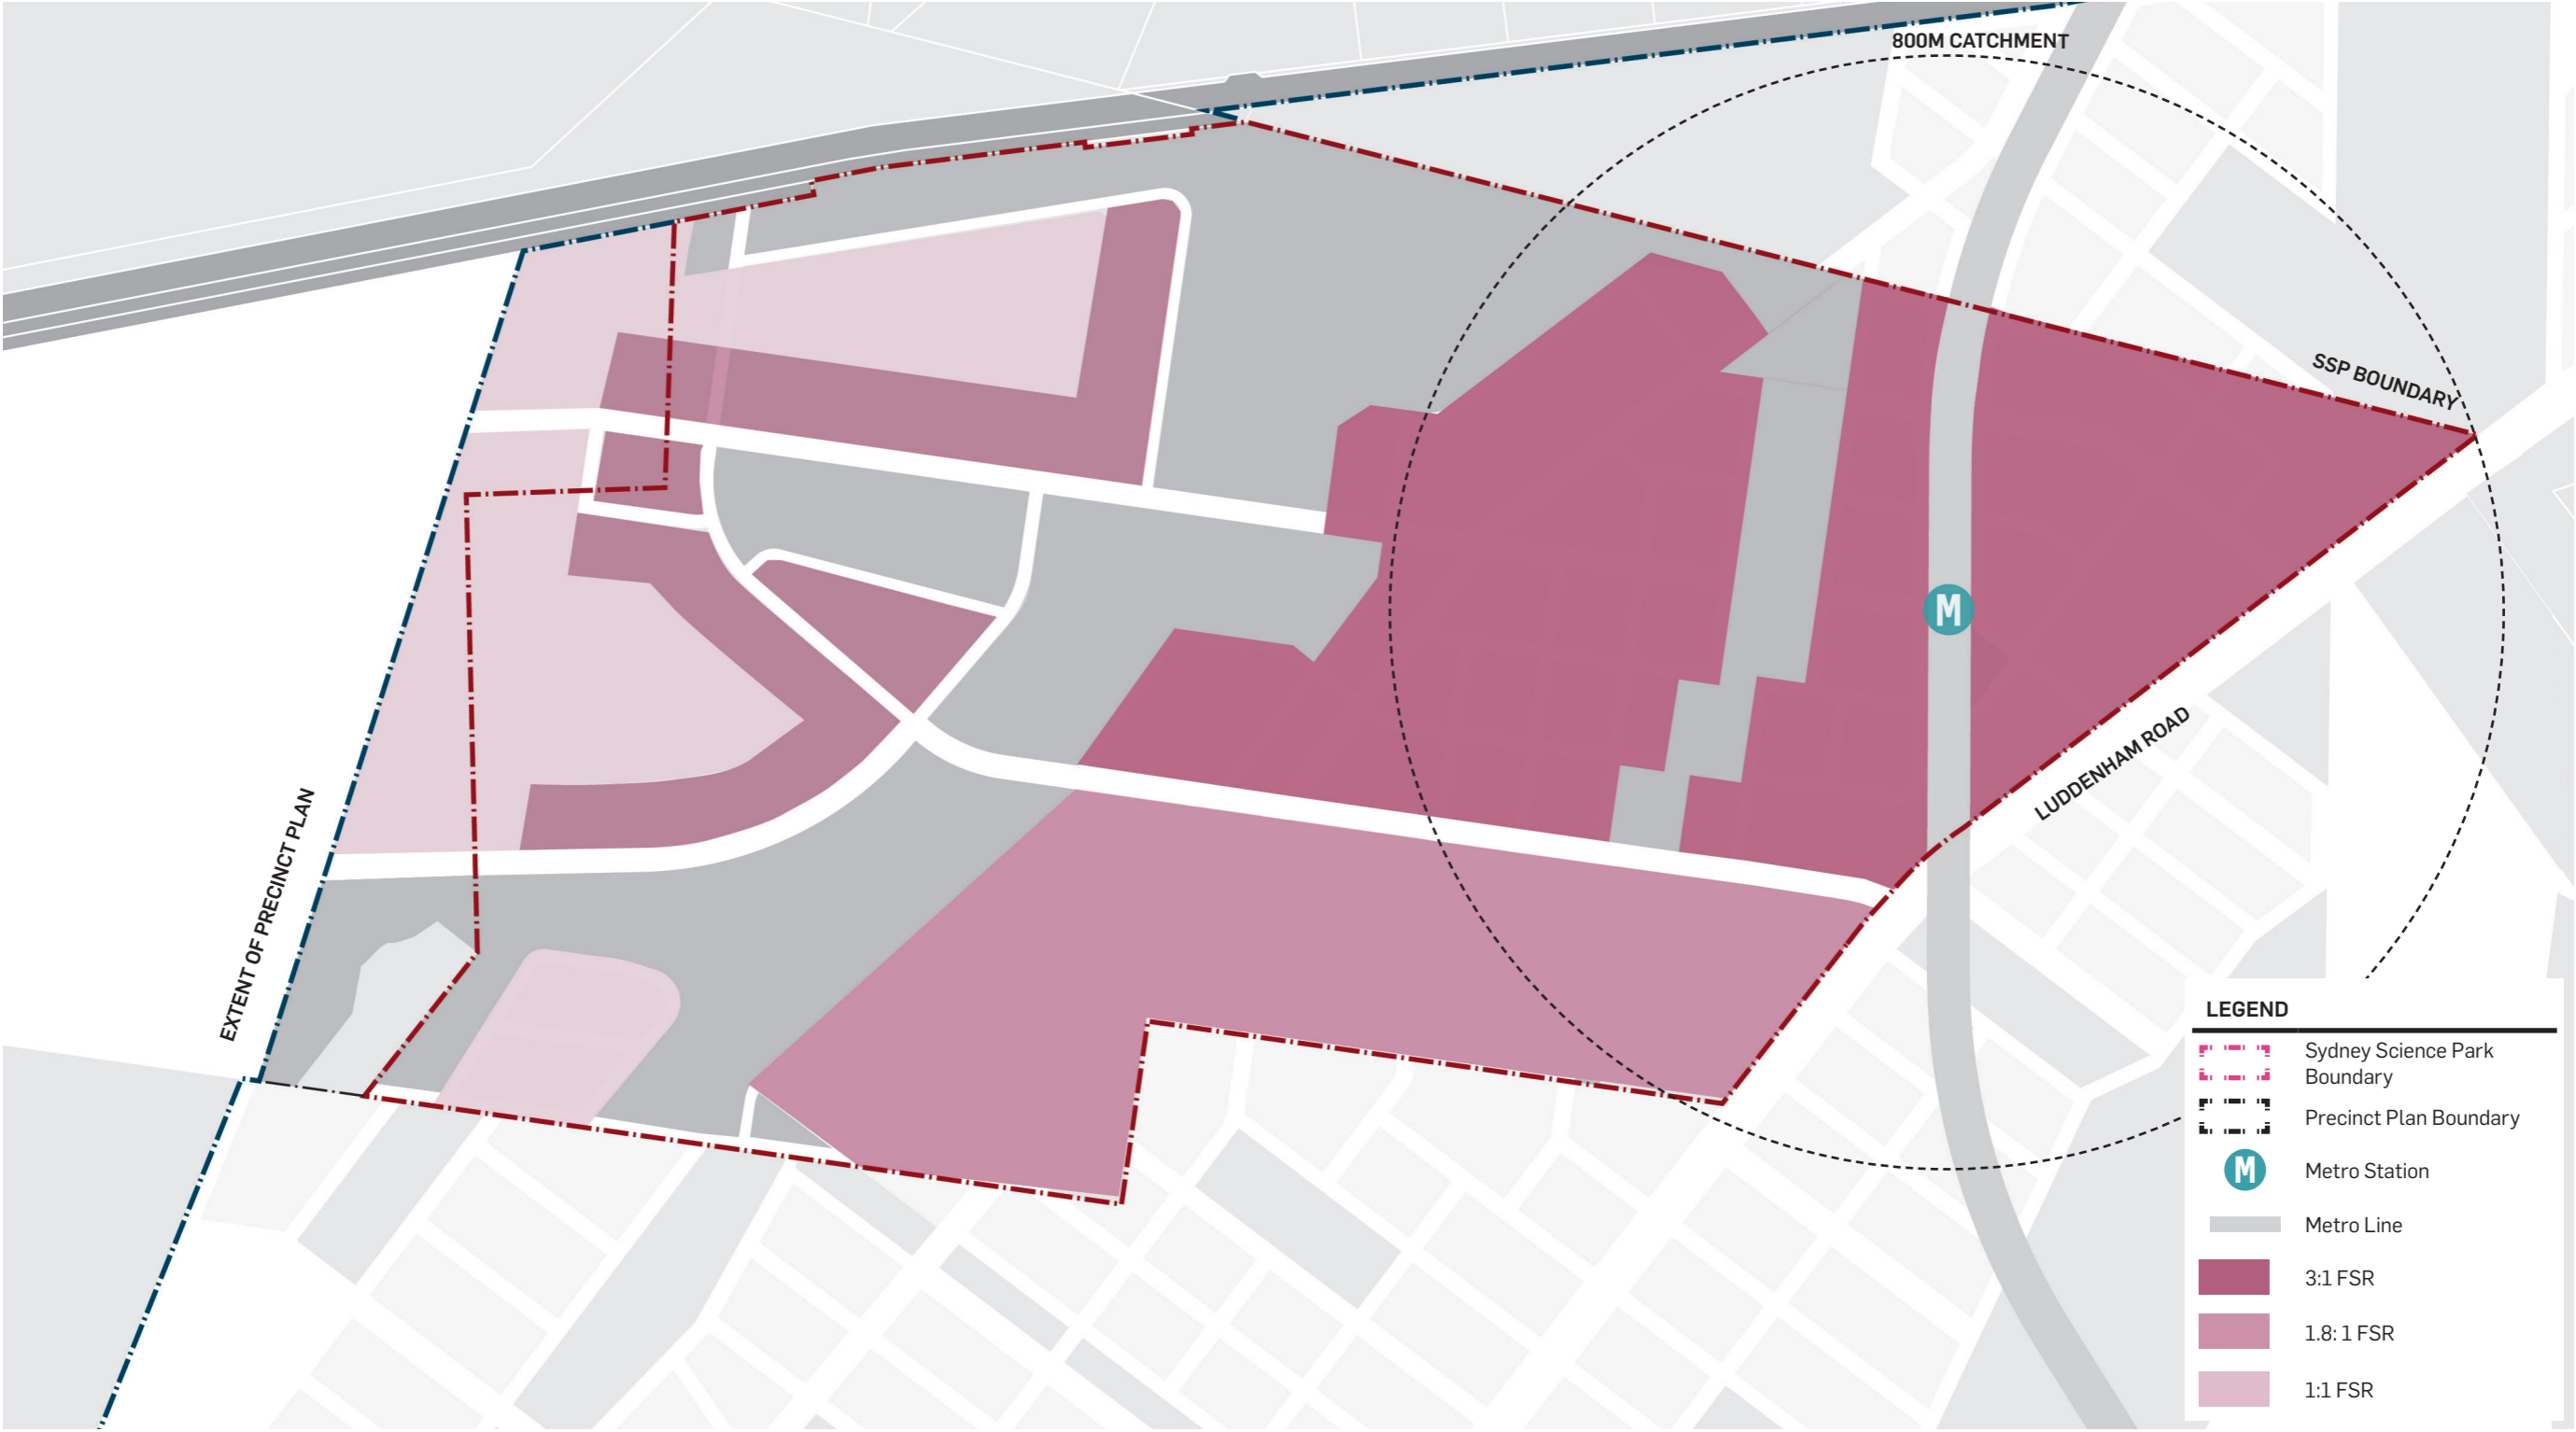 800M CATCHMENT
SSP BOUNDARY
M
LUDDENHAM ROAD
EXTENT OF PRECINCT PLAN
LEGEND
Sydney Science Park
Boundary
Precinct Plan Boundary
M
Metro Station
Metro Line
3:1 FSR
1.8: 1 FSR
1:1 FSR